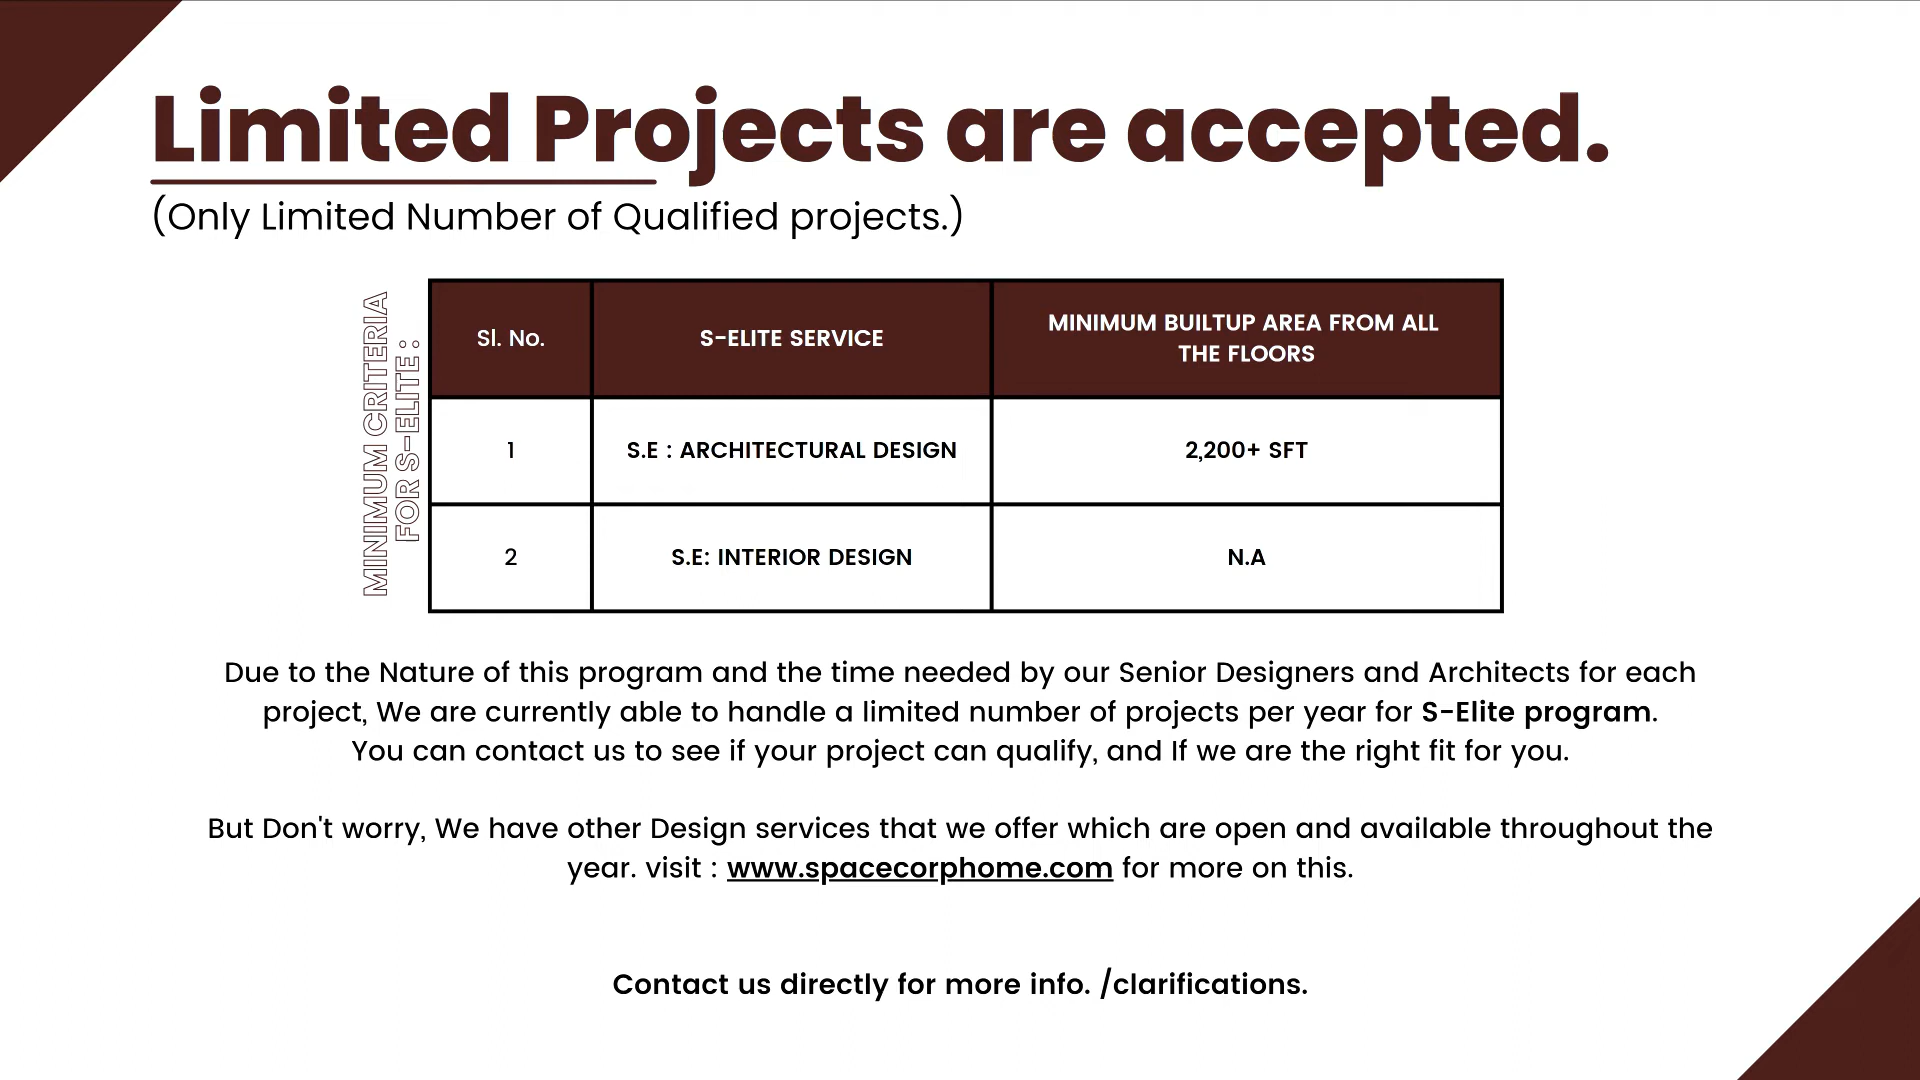 Limited Projects are accepted.
(Only Limited Number of Qualified projects.)
MINIMUM CRITERIA
FOR S-ELITE :
Sl. No.
S-ELITE SERVICE
MINIMUM BUILTUP AREA FROM ALL
THE FLOORS
1
S.E : ARCHITECTURAL DESIGN
2,200+ SFT
2
S.E: INTERIOR DESIGN
N.A
Due to the Nature of this program and the time needed by our Senior Designers and Architects for each
project, We are currently able to handle a limited number of projects per year for S-Elite program.
You can contact us to see if your project can qualify, and If we are the right fit for you.
But Don't worry, We have other Design services that we offer which are open and available throughout the
year. visit : www.spacecorphome.com for more on this.
Contact us directly for more info. /clarifications.